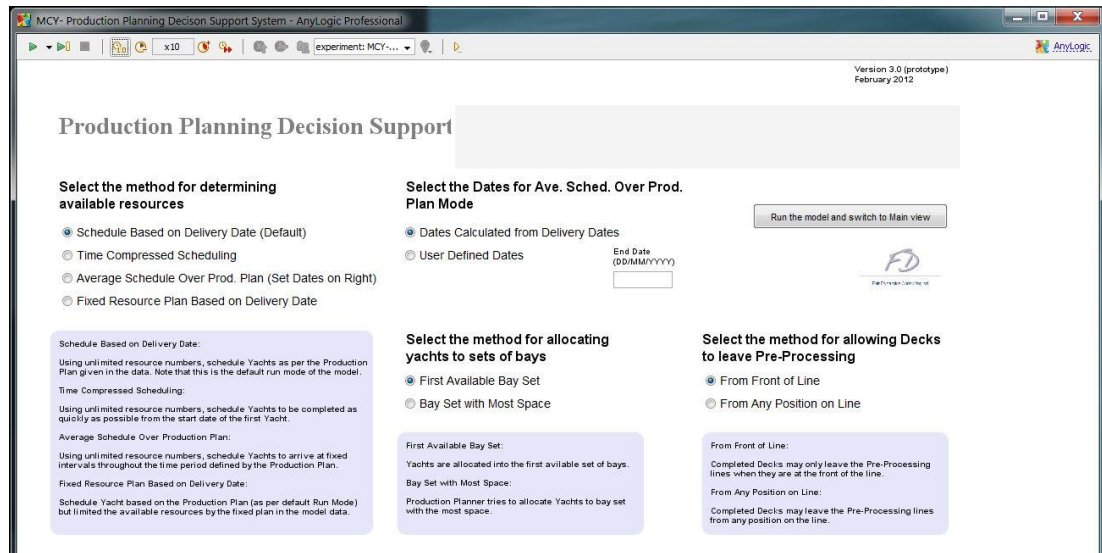 MCY- Production Planning Decison Support System - AnyLogic Professional
x10
experiment: MCY-...
AnyLogic
Version 3.0 (prototype)
February 2012
Production Planning Decision Support
Select the method for determining
available resources
Schedule Based on Delivery Date (Default)
Time Compressed Scheduling
Average Schedule Over Prod. Plan (Set Dates on Right)
Fixed Resource Plan Based on Delivery Date
Select the Dates for Ave. Sched. Over Prod.
Plan Mode
Dates Calculated from Delivery Dates
User Defined Dates
End Date
(DD/MM/YYYY)
Run the model and switch to Main view
FD
Schedule Based on Delivery Date:
Using unlimited resource numbers, schedule Yachts as per the Production
Plan given in the data. Note that this is the default run mode of the model.
Time Compressed Scheduling:
Using unlimited resource numbers, schedule Yachts to be completed as
quickly as possible from the start date of the first Yacht.
Average Schedule Over Production Plan:
Using unlimited resource numbers, schedule Yachts to arrive at fixed
intervals throughout the time period defined by the Production Plan.
Fixed Resource Plan Based on Delivery Date:
Schedule Yacht based on the Production Plan (as per default Run Mode)
but limited the available resources by the fixed plan in the model data.
Select the method for allocating
yachts to sets of bays
First Available Bay Set
Bay Set with Most Space
First Available Bay Set:
Yachts are allocated into the first avilable set of bays.
Bay Set with Most Space:
Production Planner tries to allocate Yachts to bay set
with the most space.
Select the method for allowing Decks
to leave Pre-Processing
From Front of Line
From Any Position on Line
From Front of Line:
Completed Decks may only leave the Pre-Processing
lines when they are at the front of the line.
From Any Position on Line:
Completed Decks may leave the Pre-Processing lines
from any position on the line.